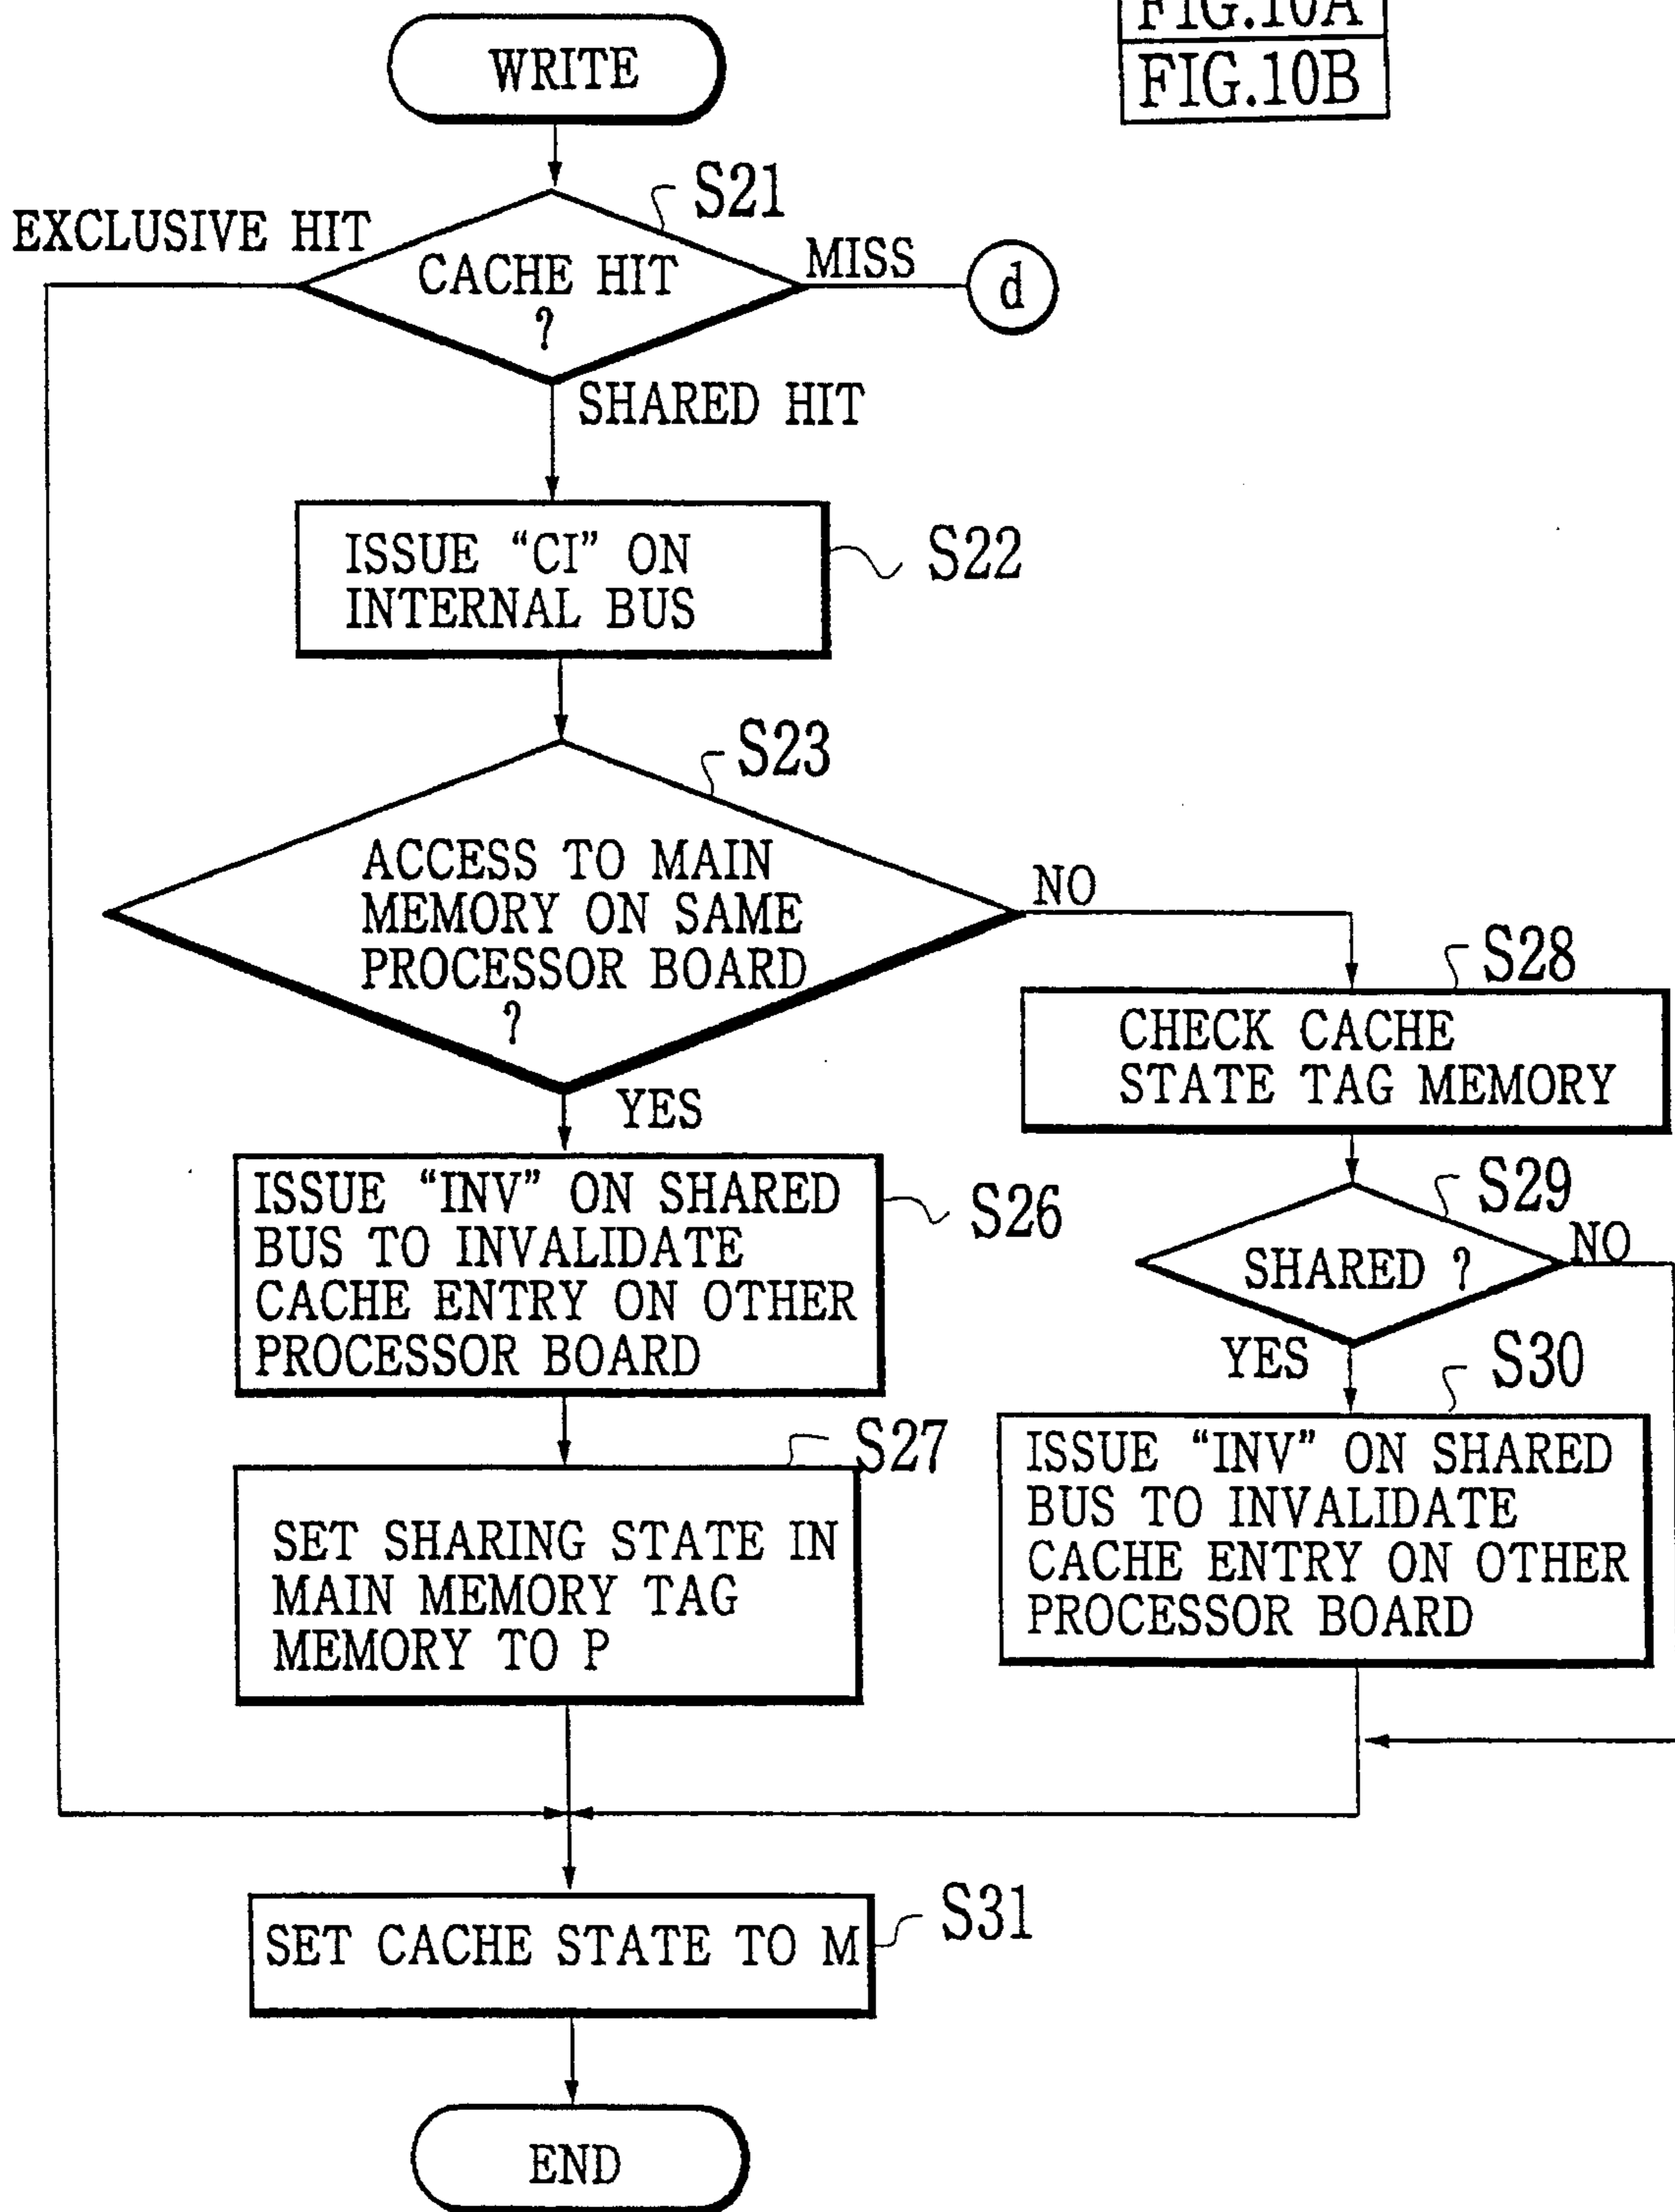 FIG.10A
FIG.10B
WRITE
S21
EXCLUSIVE HIT
CACHE HIT
?
MISS
d
SHARED HIT
ISSUE “CI” ON
INTERNAL BUS
S22
S23
ACCESS TO MAIN
MEMORY ON SAME
PROCESSOR BOARD
?
NO
YES
S28
CHECK CACHE
STATE TAG MEMORY
ISSUE “INV” ON SHARED
BUS TO INVALIDATE
CACHE ENTRY ON OTHER
PROCESSOR BOARD
S26
S29
SHARED ?
NO
YES
S30
ISSUE “INV” ON SHARED
BUS TO INVALIDATE
CACHE ENTRY ON OTHER
PROCESSOR BOARD
S27
SET SHARING STATE IN
MAIN MEMORY TAG
MEMORY TO P
SET CACHE STATE TO M
S31
END